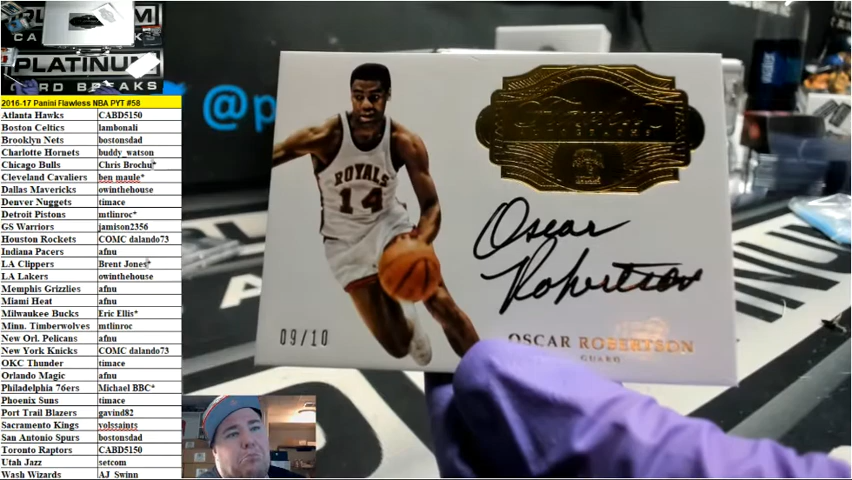 PLATINUM
CARD BREAKS
2016-17 Panini Flawless NBA PYT #58
Atlanta Hawks CABD5150
Boston Celtics lambonali
Brooklyn Nets bostonsdad
Charlotte Hornets buddy_watson
Chicago Bulls Chris Brochu*
Cleveland Cavaliers ben maule*
Dallas Mavericks owinthehouse
Denver Nuggets timace
Detroit Pistons mtlinroc*
GS Warriors jamison2356
Houston Rockets COMC dalando73
Indiana Pacers afnu
LA Clippers Brent Jones*
LA Lakers owinthehouse
Memphis Grizzlies afnu
Miami Heat afnu
Milwaukee Bucks Eric Ellis*
Minn. Timberwolves mtlinroc
New Orl. Pelicans afnu
New York Knicks COMC dalando73
OKC Thunder timace
Orlando Magic afnu
Philadelphia 76ers Michael BBC*
Phoenix Suns timace
Port Trail Blazers gavind82
Sacramento Kings volssaints
San Antonio Spurs bostonsdad
Toronto Raptors CABD5150
Utah Jazz setcom
Wash Wizards AJ_Swinn
@p
ROYALS
14
09/10
Flawless
Oscar
Robertson
OSCAR ROBERTSON
GUARD